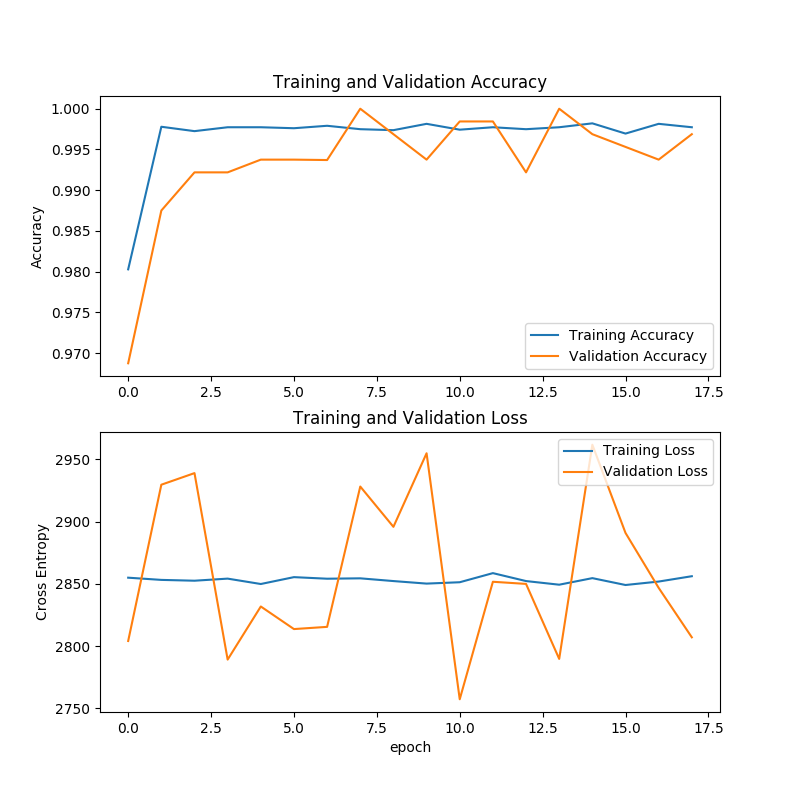 Training and Validation Accuracy
1.000
0.995
0.990
0.985
0.980
0.975
0.970
Accuracy
Training Accuracy
Validation Accuracy
0.0 2.5 5.0 7.5 10.0 12.5 15.0 17.5
Training and Validation Loss
2950
2900
2850
2800
2750
Cross Entropy
Training Loss
Validation Loss
0.0 2.5 5.0 7.5 10.0 12.5 15.0 17.5
epoch